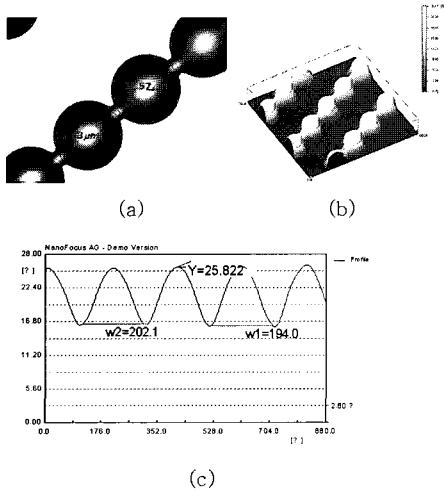 57
3μm
(a)
(b)
NanoFocus AG - Demo Version
28.00
[? ]
22.40
16.80
11.20
5.60
0.00
Y=25.822
w2=202.1
w1=194.0
Profile
2.80 ?
0.0
176.0
352.0
528.0
704.0
880.0
[? ]
(c)